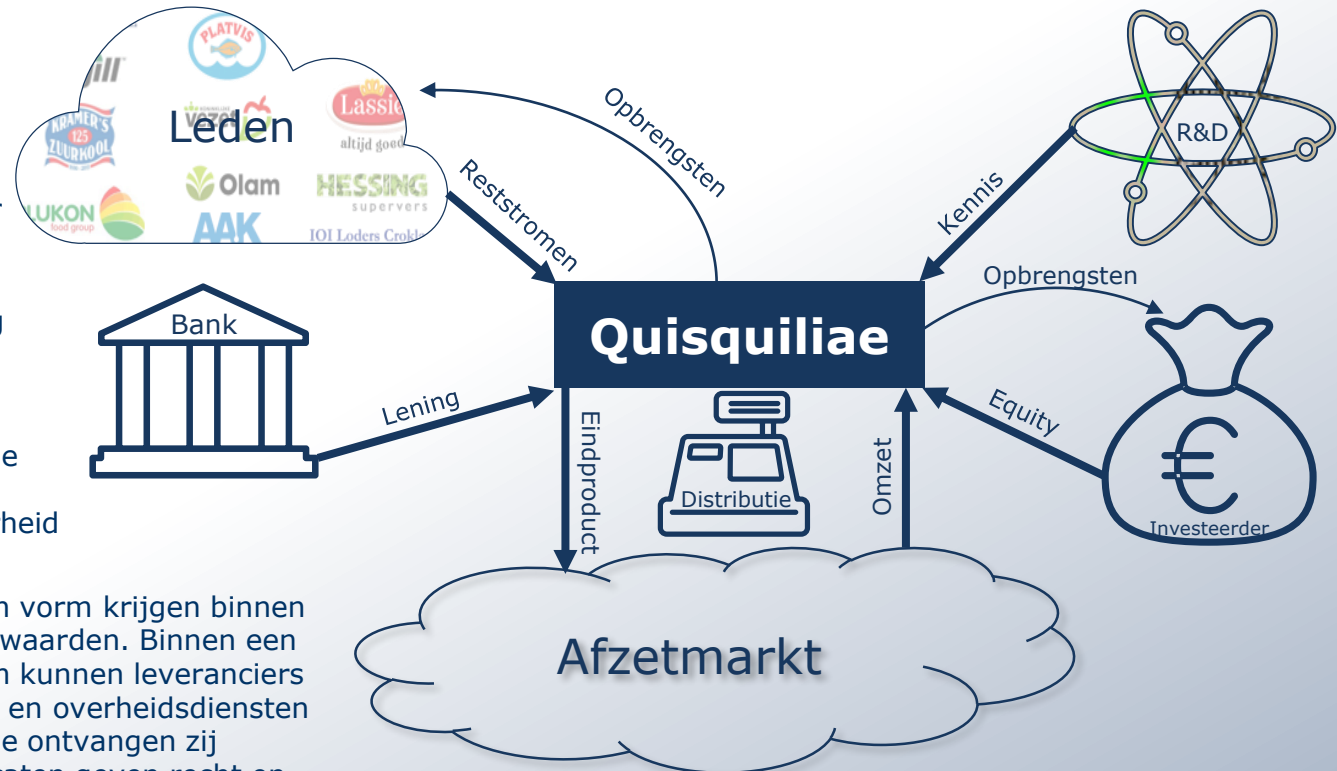 PLATVIS
Leden
VEZET
Lassie
altijd goed
KRAMER'S
125
ZUURKOOL
Olam
HESSING
supervers
LUKON
food group
AAK
IOI Loders
Opbrengsten
Reststromen
Kennis
R&D
Opbrengsten
Bank
Quisquiliae
Lening
Equity
Eindproduct
Omzet
Distributie
Investeerder
Afzetmarkt
vorm krijgen binnen
waarden. Binnen een
kunnen leveranciers
en overheidsdiensten
ontvangen zij